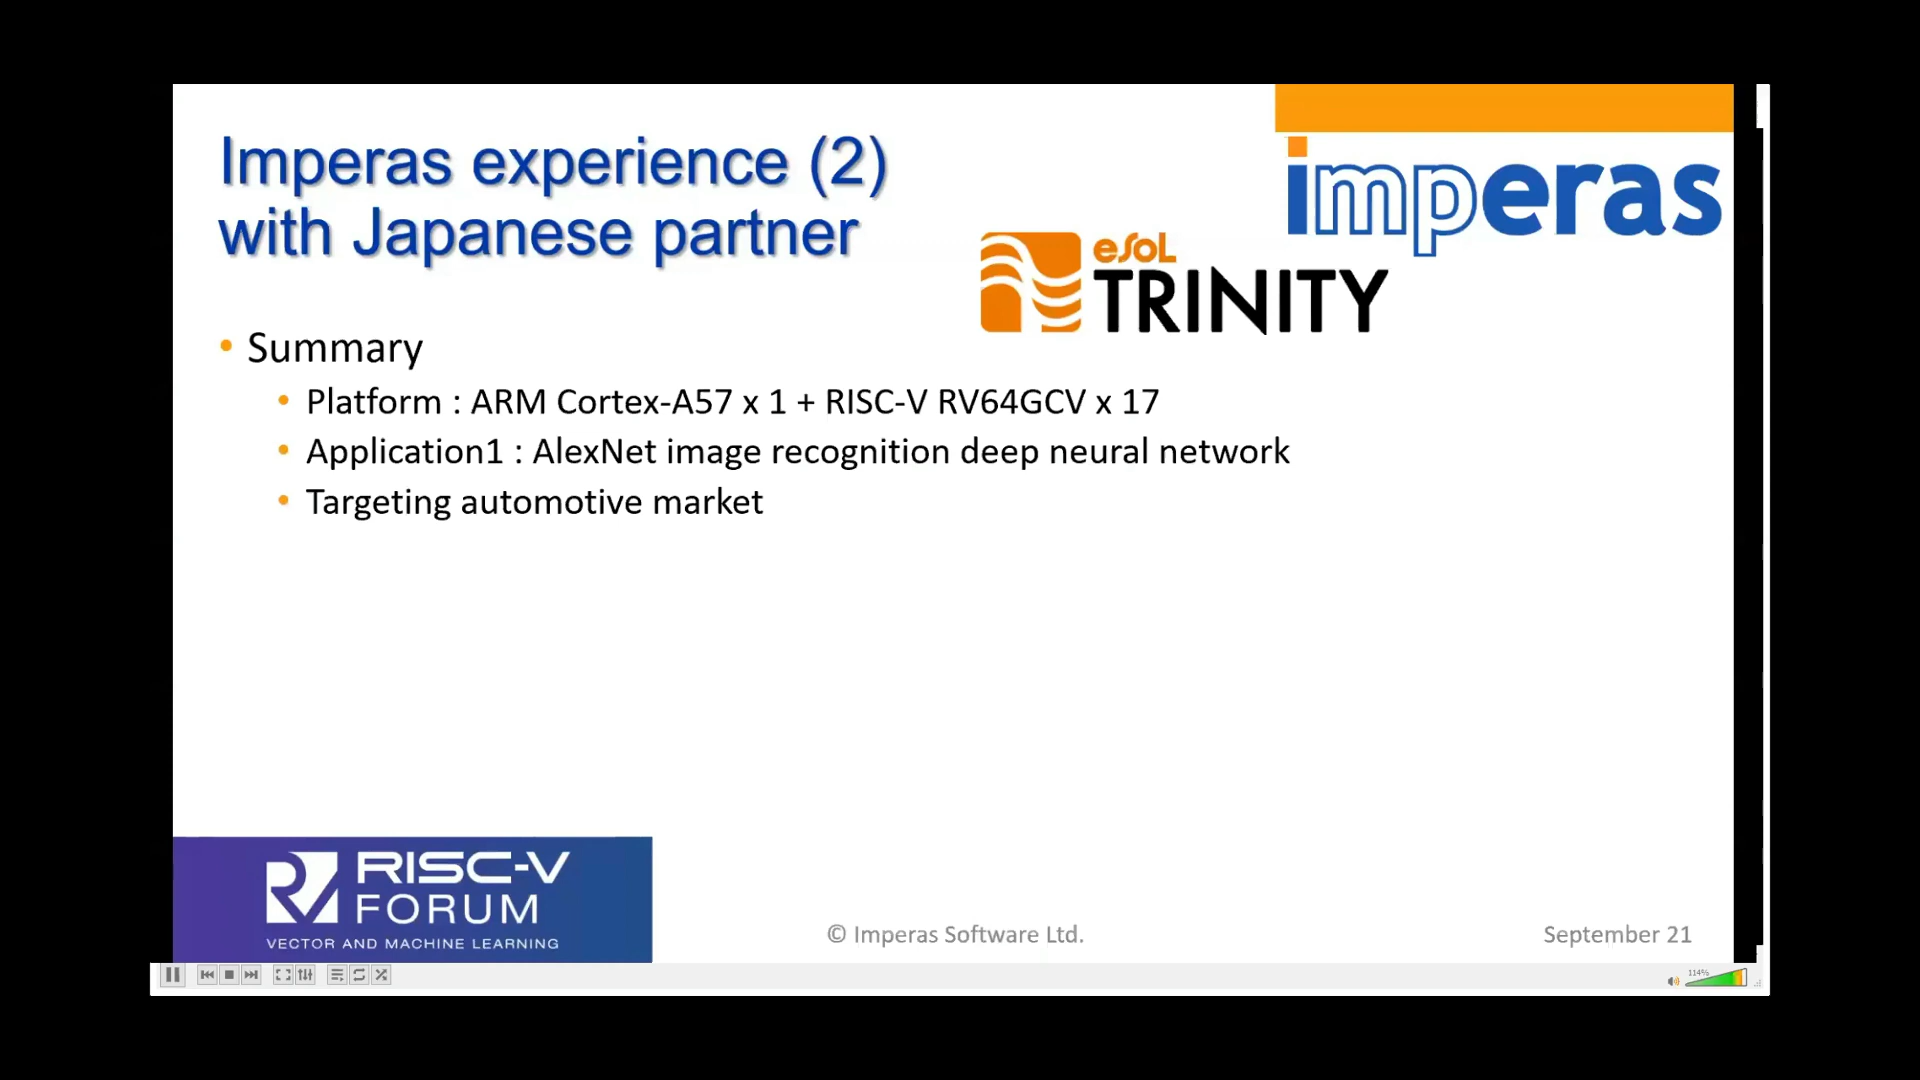 Imperas experience (2)
with Japanese partner
imperas
eSOL
TRINITY
• Summary
• Platform : ARM Cortex-A57 x 1 + RISC-V RV64GCV x 17
• Application1 : AlexNet image recognition deep neural network
• Targeting automotive market
RISC-V
FORUM
VECTOR AND MACHINE LEARNING
© Imperas Software Ltd.
September 21
114%